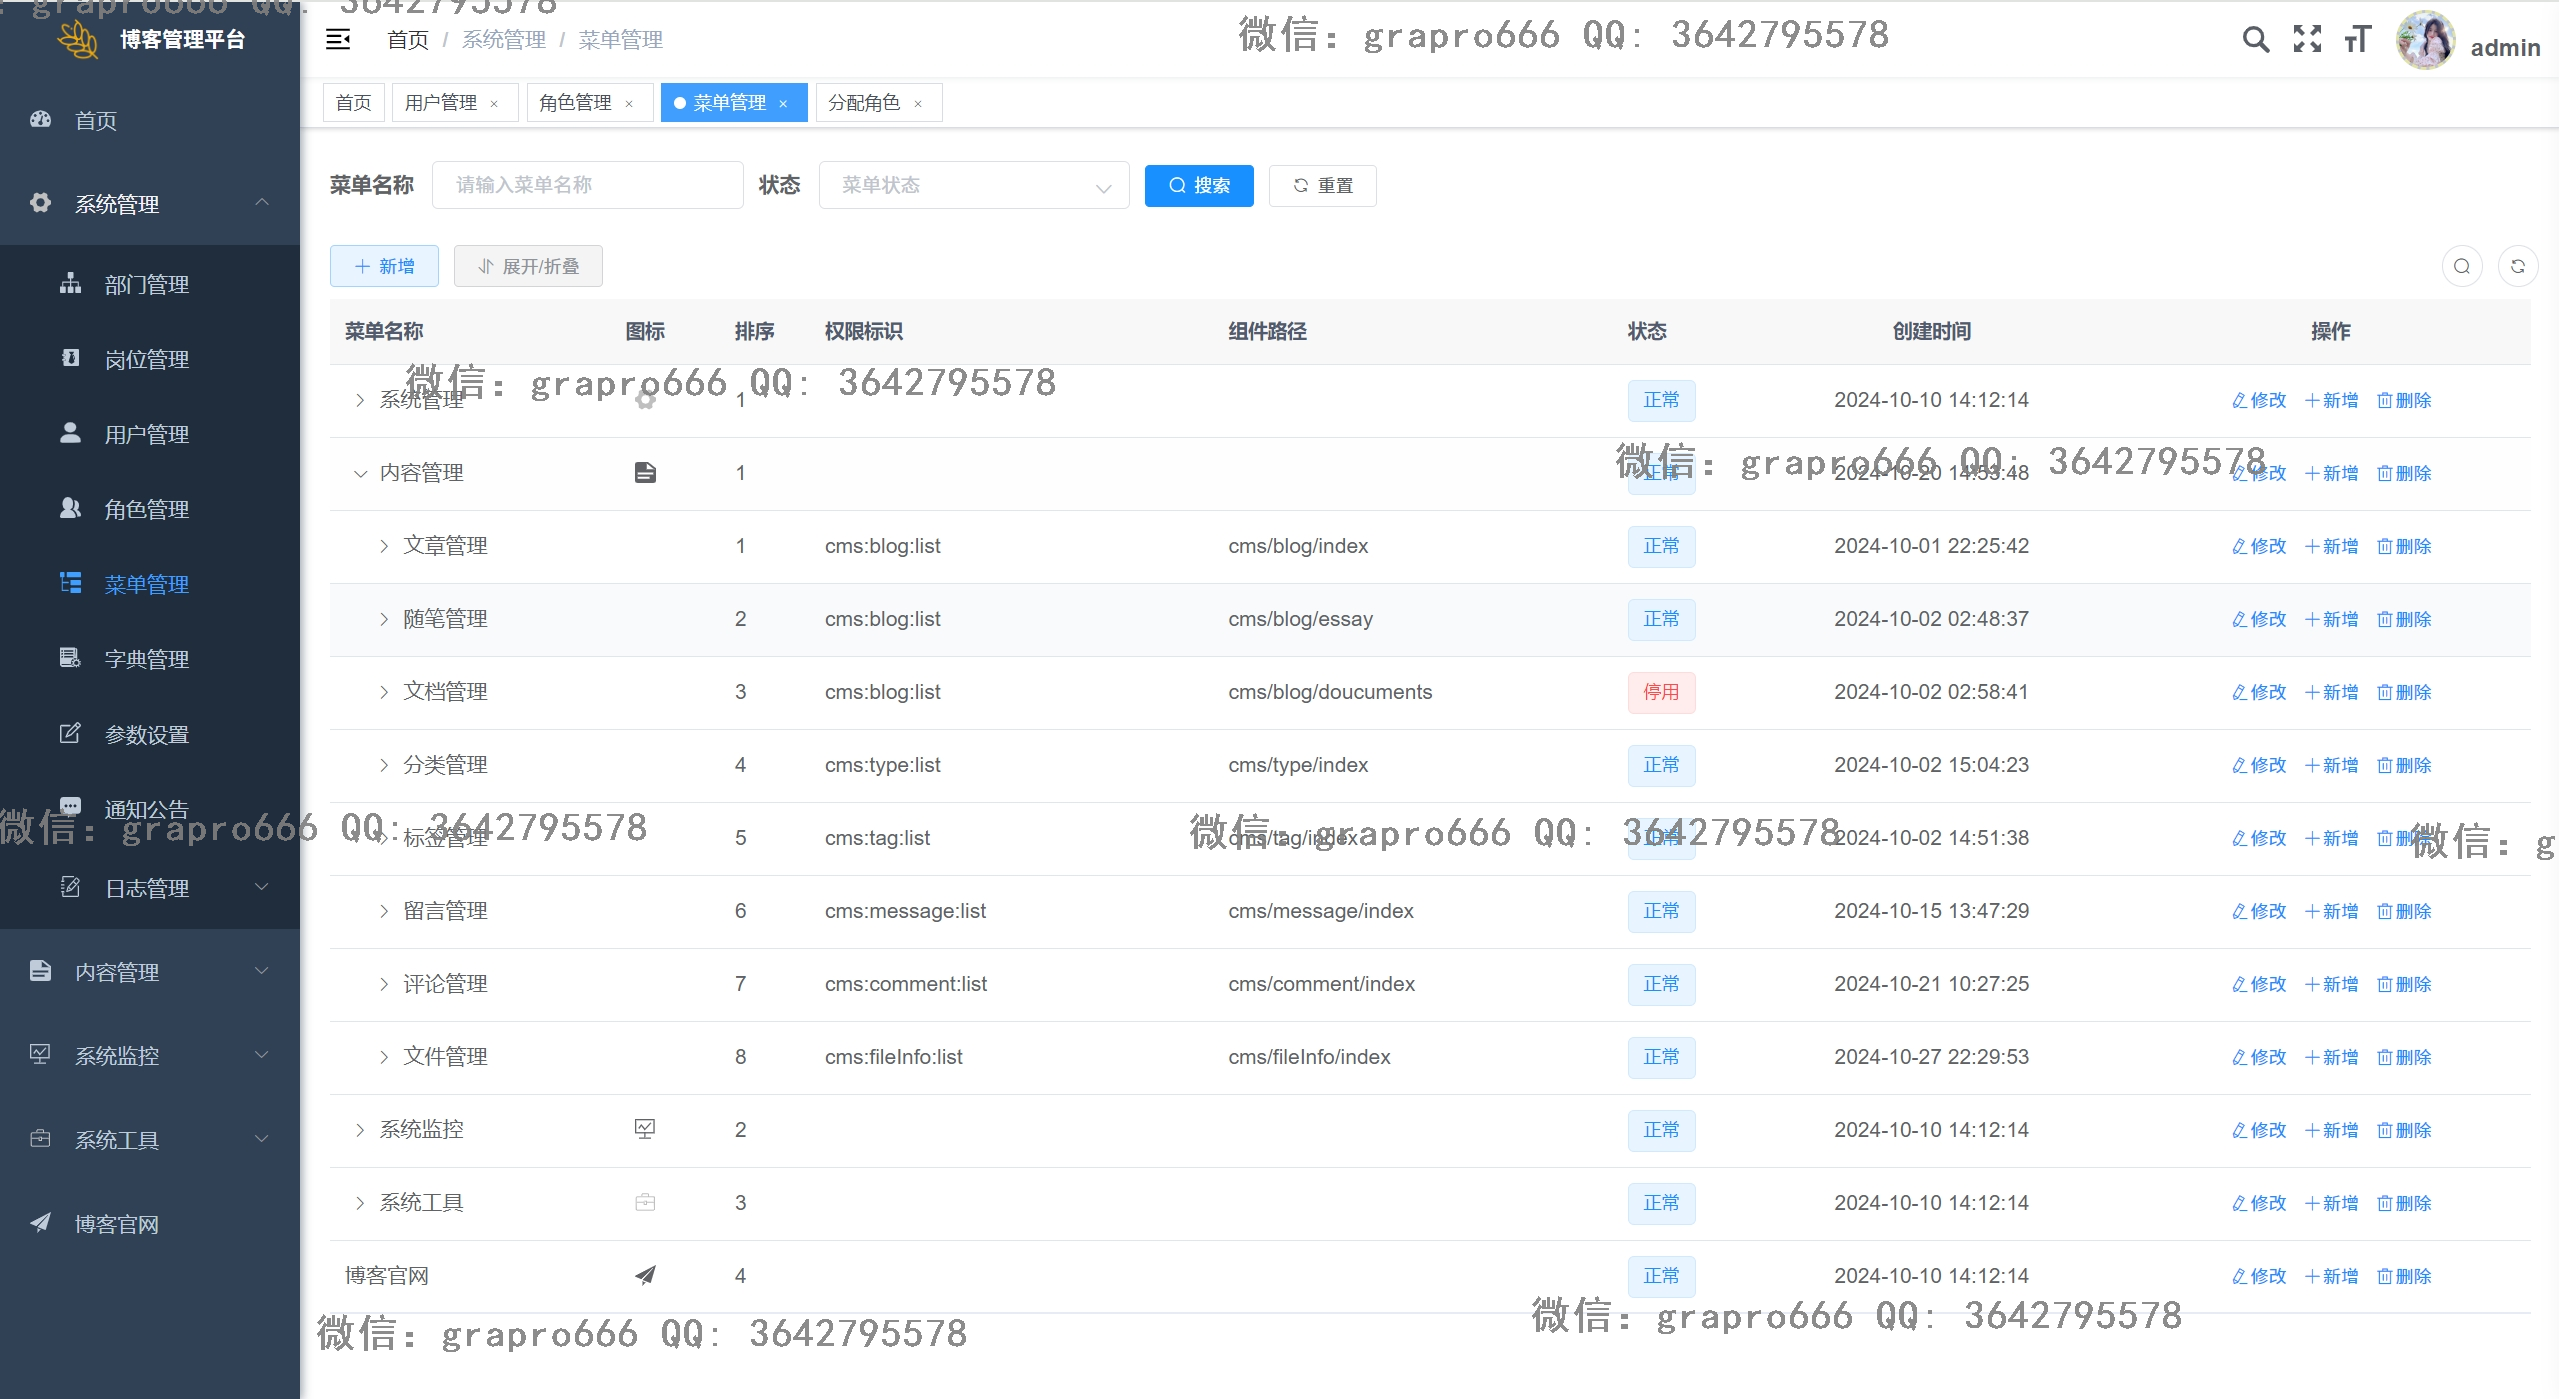 : grapro666 QQ: 3642795578
博客管理平台
首页 / 系统管理 / 菜单管理
微信: grapro666 QQ: 3642795578
admin
首页 用户管理 × 角色管理 × 菜单管理 × 分配角色 ×
首页
系统管理
部门管理
岗位管理
用户管理
角色管理
菜单管理
字典管理
参数设置
通知公告
日志管理
内容管理
系统监控
系统工具
博客官网
菜单名称 请输入菜单名称 状态 菜单状态 搜索 重置
新增 展开/折叠
菜单名称 图标 排序 权限标识 组件路径 状态 创建时间 操作
微信: grapro666 QQ: 3642795578
系统管理 1 正常 2024-10-10 14:12:14 修改 新增 删除
微信: grapro666 QQ: 3642795578
内容管理 1 正常 2024-10-20 14:53:48 修改 新增 删除
文章管理 1 cms:blog:list cms/blog/index 正常 2024-10-01 22:25:42 修改 新增 删除
随笔管理 2 cms:blog:list cms/blog/essay 正常 2024-10-02 02:48:37 修改 新增 删除
文档管理 3 cms:blog:list cms/blog/doucuments 停用 2024-10-02 02:58:41 修改 新增 删除
分类管理 4 cms:type:list cms/type/index 正常 2024-10-02 15:04:23 修改 新增 删除
微信: grapro666 QQ: 3642795578 微信: grapro666 QQ: 3642795578 微信: g
标签管理 5 cms:tag:list cms/tag/index 正常 2024-10-02 14:51:38 修改 新增 删除
留言管理 6 cms:message:list cms/message/index 正常 2024-10-15 13:47:29 修改 新增 删除
评论管理 7 cms:comment:list cms/comment/index 正常 2024-10-21 10:27:25 修改 新增 删除
文件管理 8 cms:fileInfo:list cms/fileInfo/index 正常 2024-10-27 22:29:53 修改 新增 删除
系统监控 2 正常 2024-10-10 14:12:14 修改 新增 删除
系统工具 3 正常 2024-10-10 14:12:14 修改 新增 删除
博客官网 4 正常 2024-10-10 14:12:14 修改 新增 删除
微信: grapro666 QQ: 3642795578 微信: grapro666 QQ: 3642795578